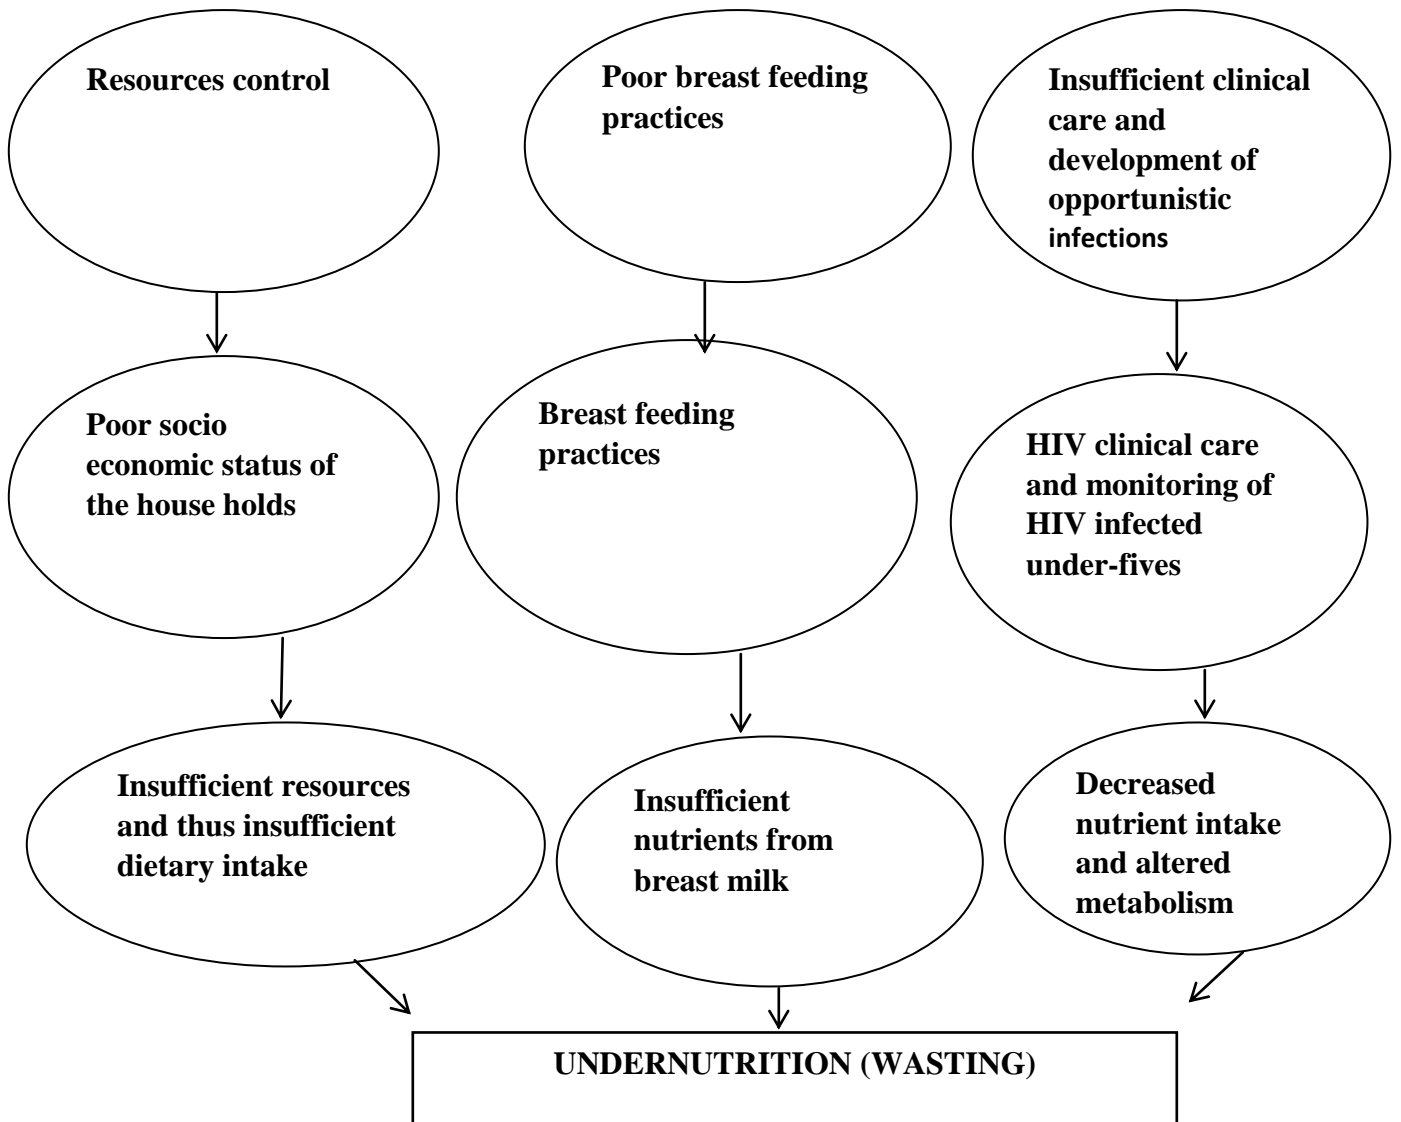 Resources control
Poor breast feeding
practices
Insufficient clinical
care and
development of
opportunistic
infections
Poor socio
economic status of
the house holds
Breast feeding
practices
HIV clinical care
and monitoring of
HIV infected
under-fives
Insufficient resources
and thus insufficient
dietary intake
Insufficient
nutrients from
breast milk
Decreased
nutrient intake
and altered
metabolism
UNDERNUTRITION (WASTING)